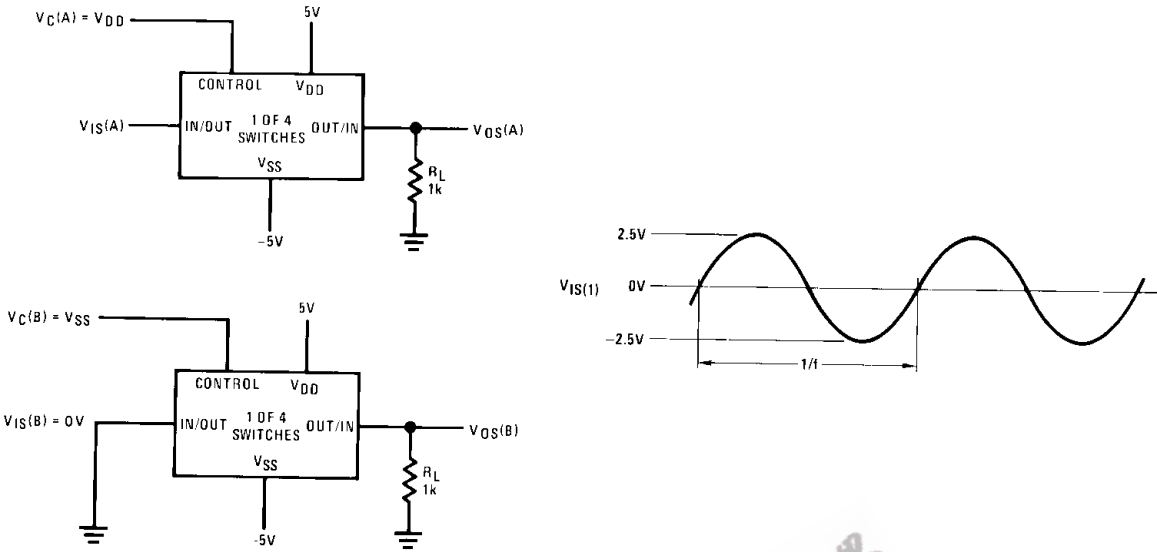 VC(A) = VDD
5V
CONTROL VDD
VIS(A) IN/OUT 1 OF 4 SWITCHES OUT/IN VOS(A)
VSS
RL
1k
-5V
VC(B) = VSS
5V
CONTROL VDD
VIS(B) = 0V IN/OUT 1 OF 4 SWITCHES OUT/IN VOS(B)
VSS
RL
1k
-5V
2.5V
VIS(1) 0V
-2.5V
1/f